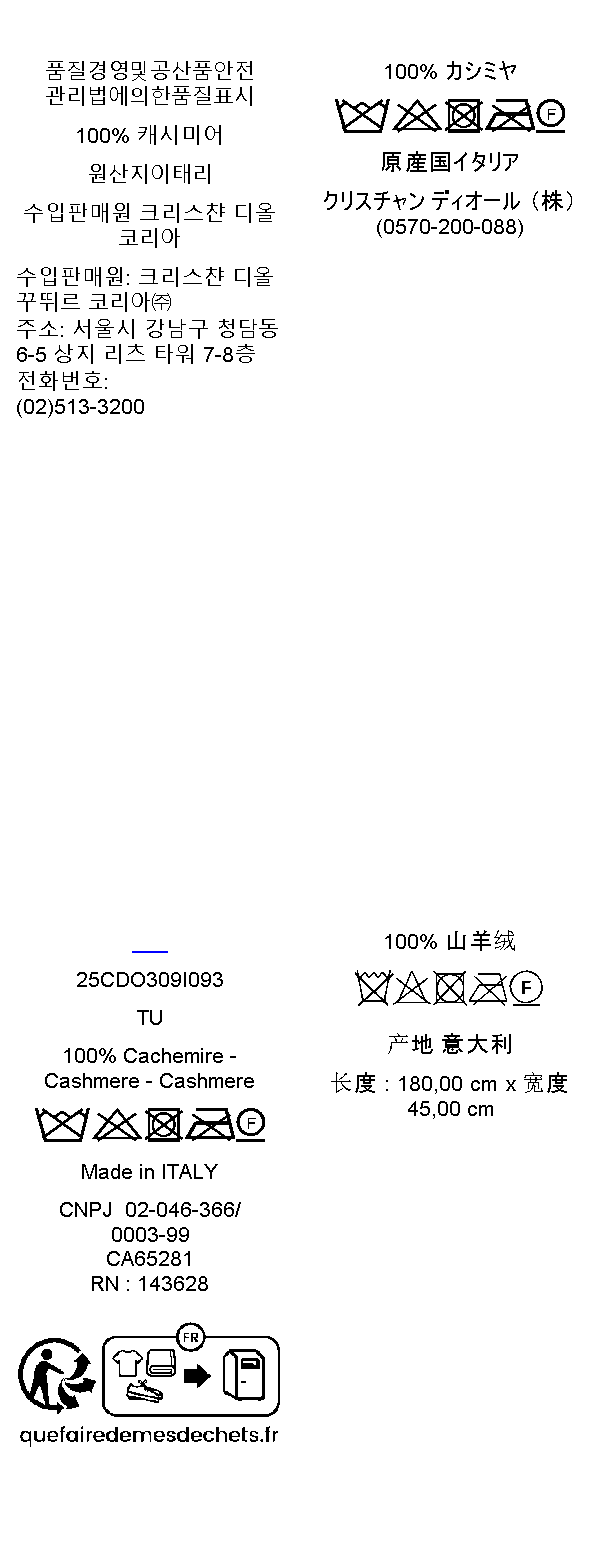 품질경영및공산품안전
관리법에의한품질표시
100% 캐시미어
원산지이태리
수입판매원 크리스챤 디올
코리아
수입판매원: 크리스챤 디올
꾸뛰르 코리아㈜
주소: 서울시 강남구 청담동
6-5 상지 리츠 타워 7-8층
전화번호:
(02)513-3200
100% カシミヤ
F
原産国イタリア
クリスチャン ディオール（株）
(0570-200-088)
25CDO309I093
TU
100% Cachemire -
Cashmere - Cashmere
F
Made in ITALY
CNPJ 02-046-366/
0003-99
CA65281
RN : 143628
FR
quefairedemesdechets.fr
100% 山羊绒
F
产地 意大利
长度 : 180,00 cm x 宽度
45,00 cm